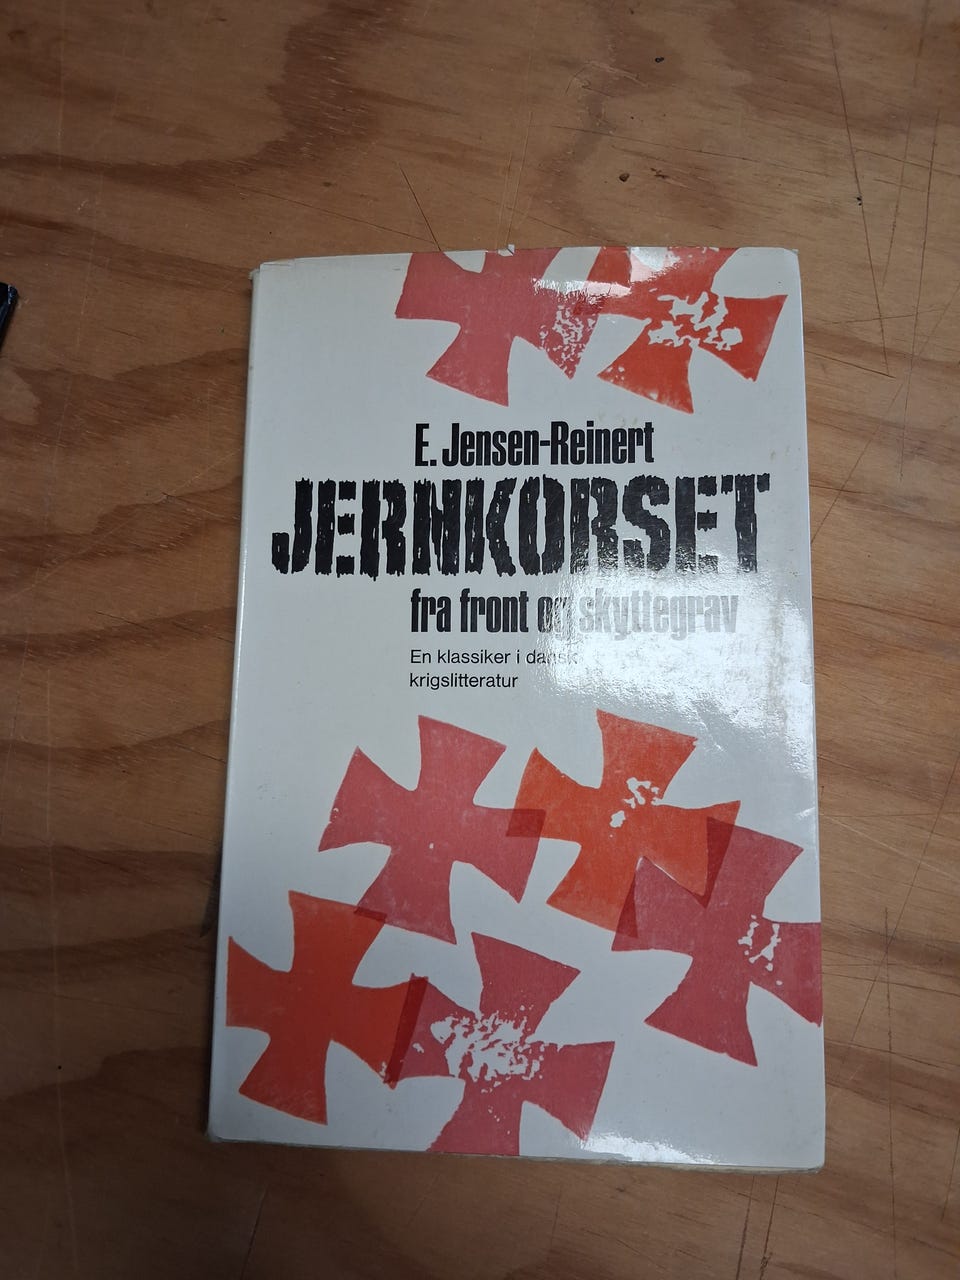 E. Jensen-Reinert
JERNKORSET
fra front og skyttegrav
En klassiker i dansk
krigslitteratur